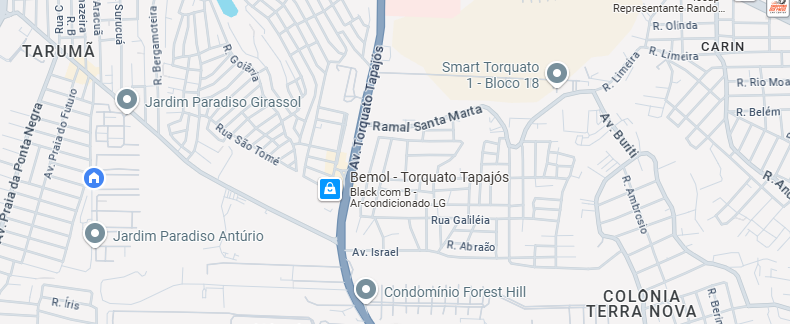 Representante Rando...
R. Olinda
CARIN
R. Limeira
R. Limeira
TARUMÃ
R. B
Surucuá
R. Bergamoteira
R. Goiânia
Av. Torquato Tapajós
Smart Torquato
1 - Bloco 18
R. Rio Moa
R. Belém
Jardim Paradiso Girassol
Av. Praia da Ponta Negra
Av. Praia do Futuro
Rua São Tomé
Ramal Santa Marta
Av. Buriti
Bemol - Torquato Tapajós
Black com B -
Ar-condicionado LG
R. Ambrosio
Rua Galiléia
Jardim Paradiso Antúrio
Av. Israel
R. Abraão
R. Íris
Condomínio Forest Hill
COLONIA
TERRA NOVA